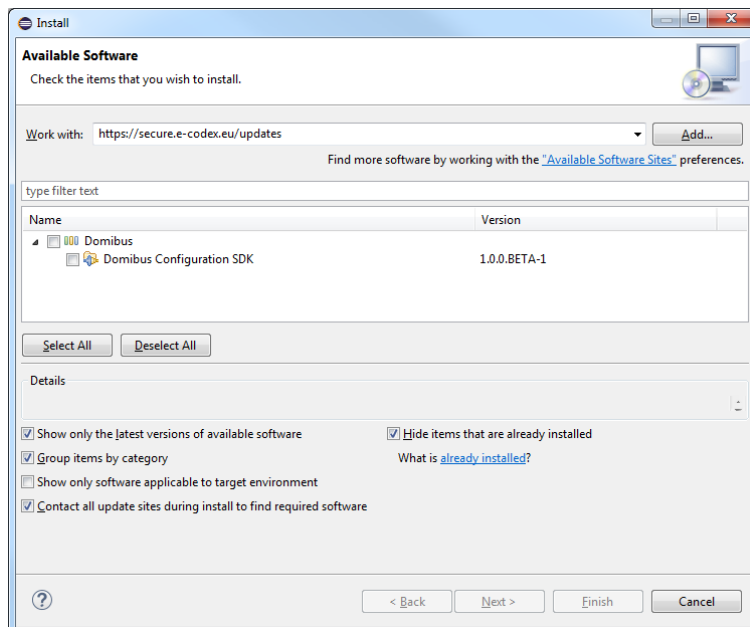 Install
Available Software
Check the items that you wish to install.
Work with: https://secure.e-codex.eu/updates Add...
Find more software by working with the "Available Software Sites" preferences.
type filter text
Name Version
Domibus
Domibus Configuration SDK 1.0.0.BETA-1
Select All Deselect All
Details
Show only the latest versions of available software Hide items that are already installed
Group items by category What is already installed?
Show only software applicable to target environment
Contact all update sites during install to find required software
? < Back Next > Finish Cancel